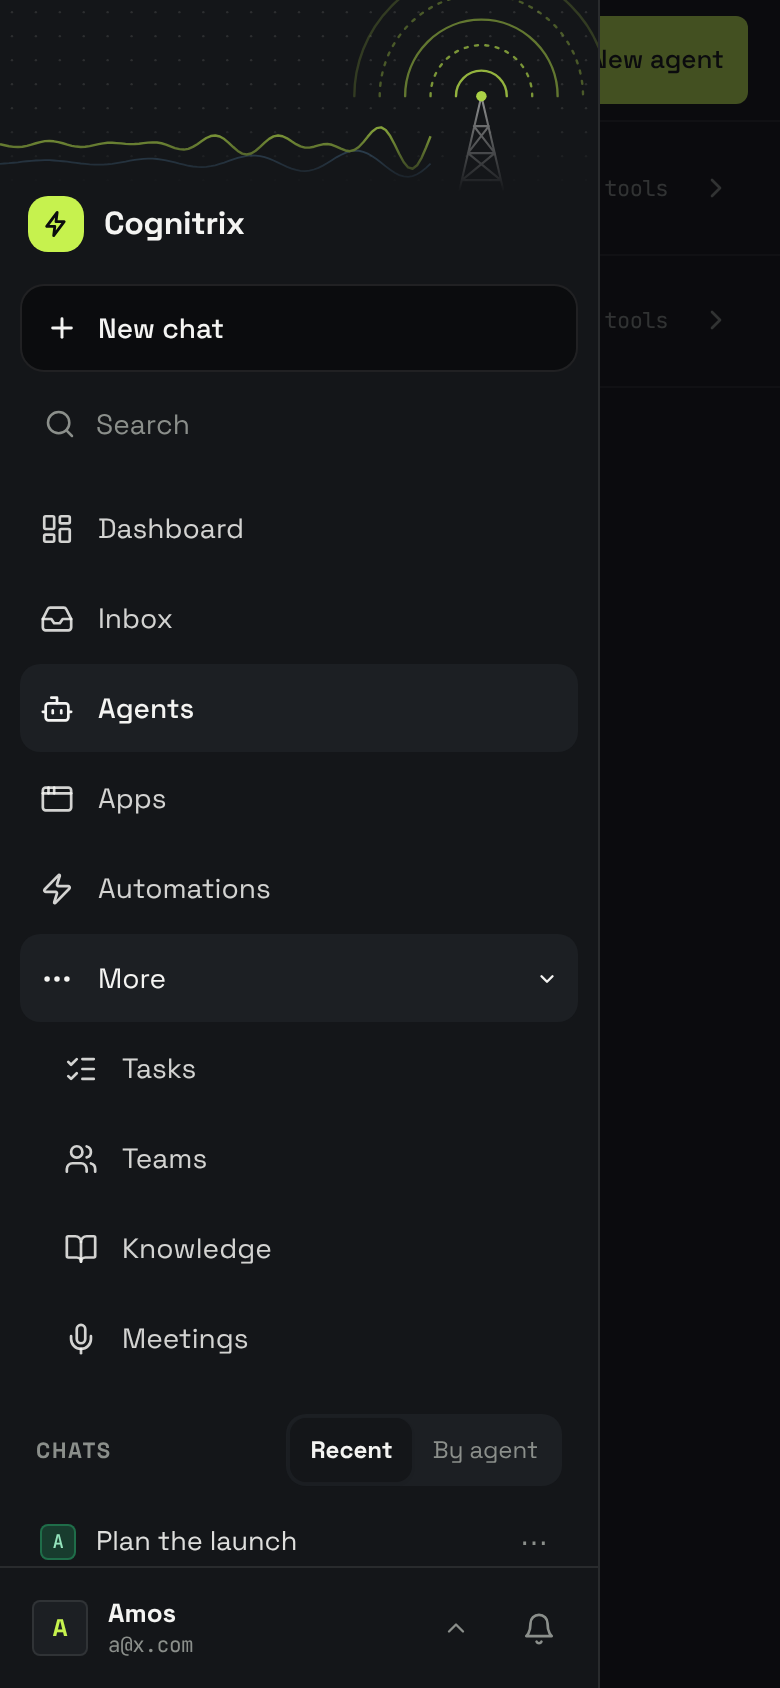 New agent
tools
tools
Cognitrix
New chat
Search
Dashboard
Inbox
Agents
Apps
Automations
More
Tasks
Teams
Knowledge
Meetings
CHATS
Recent
By agent
A
Plan the launch
...
A
Amos
a@x.com